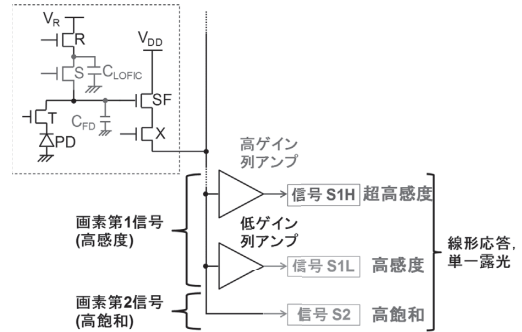 VR
R
VDD
S
CLOFIC
SF
T
CFD
X
PD
高ゲイン
列アンプ
信号 S1H 超高感度
画素第1信号
(高感度)
低ゲイン
列アンプ
線形応答,
単一露光
信号 S1L 高感度
画素第2信号
(高飽和)
信号 S2 高飽和